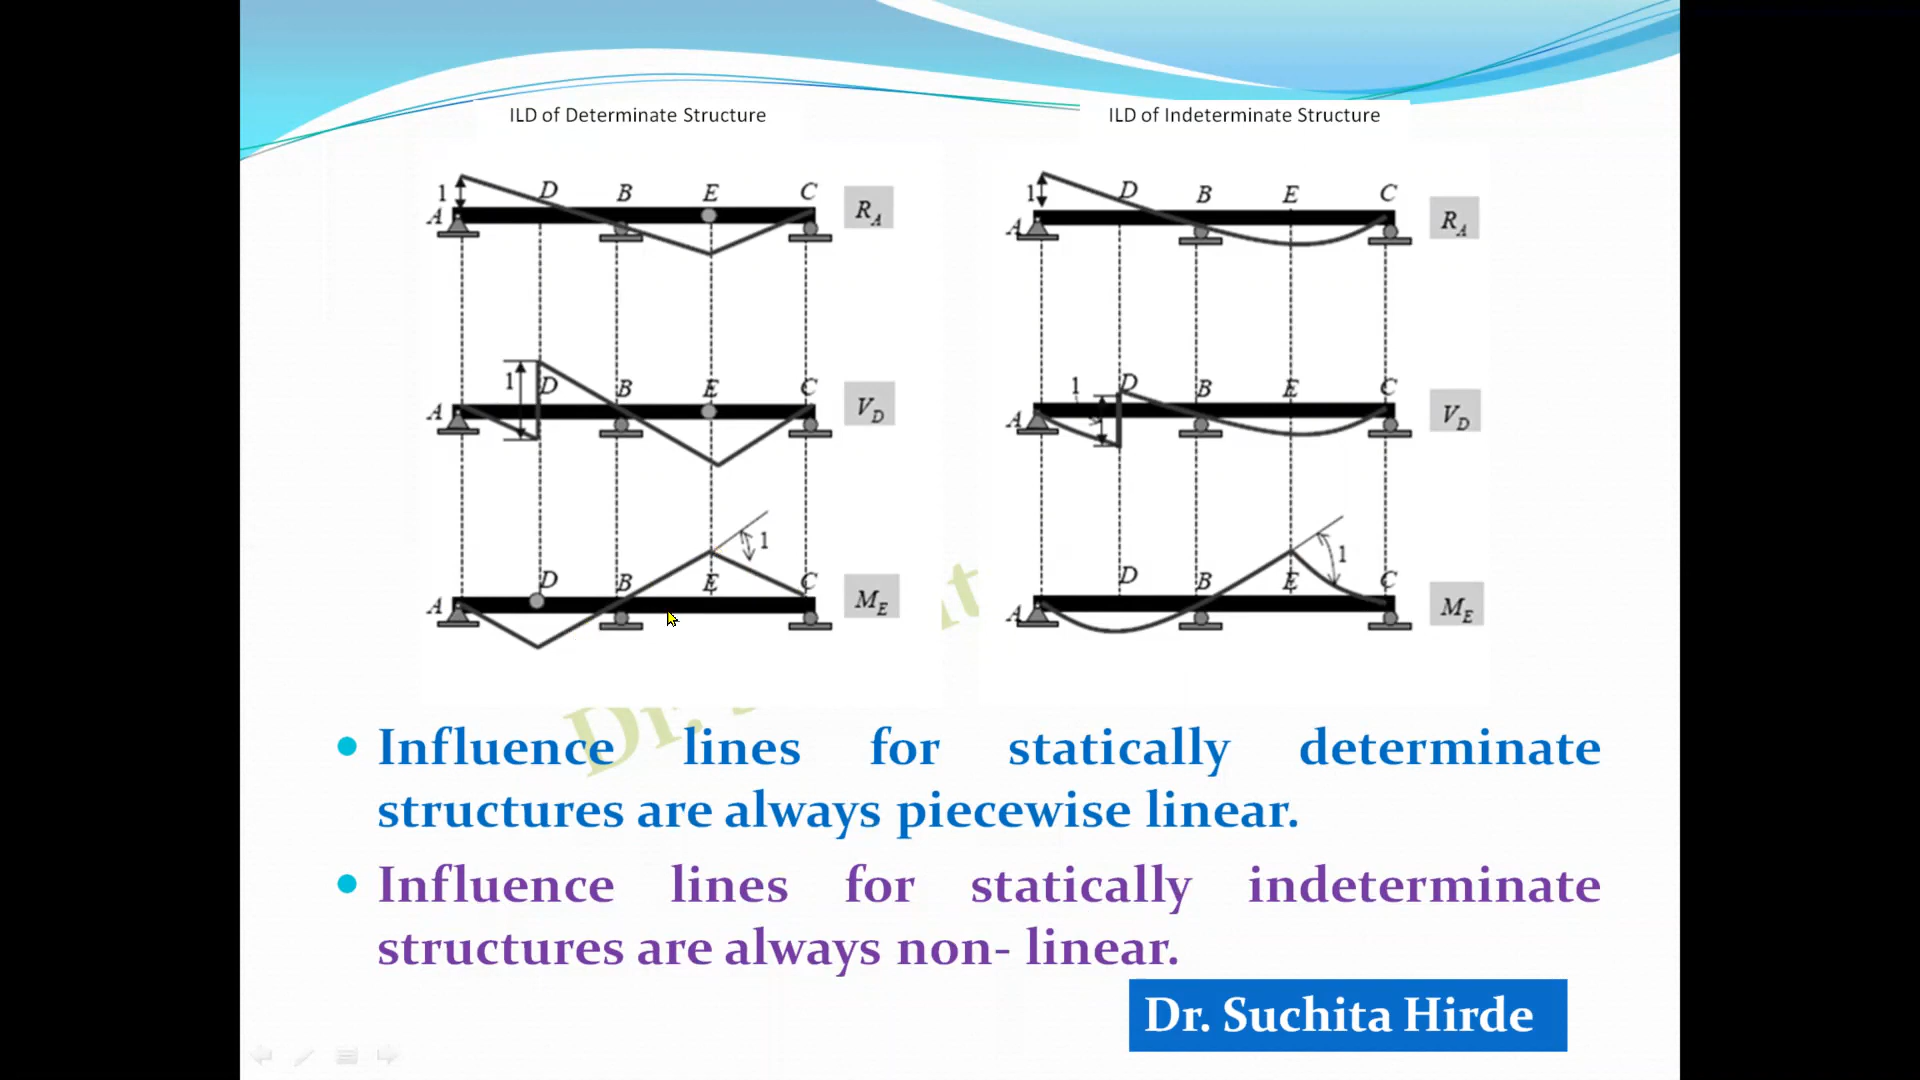 ILD of Determinate Structure
1 A D B E C R_A
1 A D B E C V_D
1 A D B E C M_E
ILD of Indeterminate Structure
1 A D B E C R_A
1 A D B E C V_D
1 A D B E C M_E
Dr.
Influence lines for statically determinate
structures are always piecewise linear.
Influence lines for statically indeterminate
structures are always non- linear.
Dr. Suchita Hirde